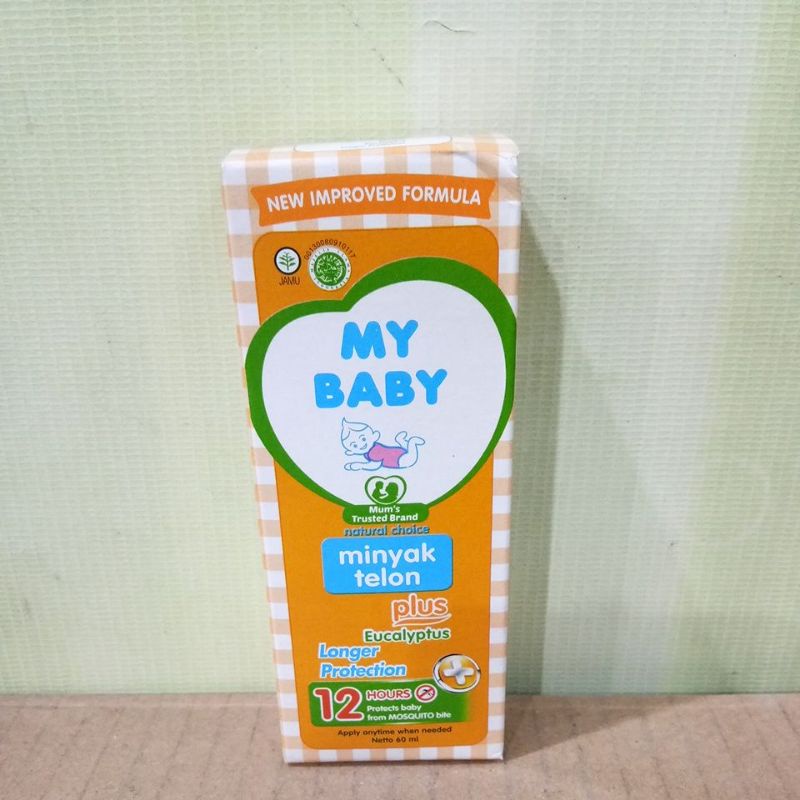 NEW IMPROVED FORMULA
JAMU
00130080910117
MY
BABY
Mum's
Trusted Brand
natural choice
minyak
telon
plus
Eucalyptus
Longer
Protection
12 HOURS
Protects baby
from MOSQUITO bite
Apply anytime when needed
Netto 60 ml